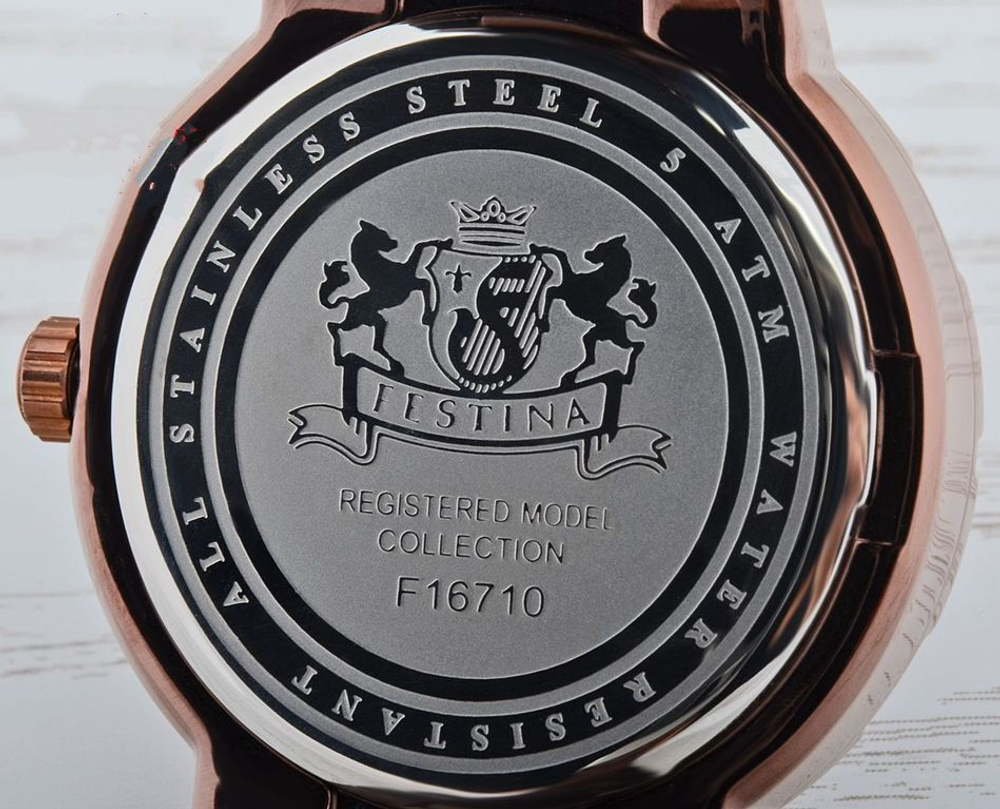 ALL STAINLESS STEEL 5 ATM WATER RESISTANT
FESTINA
REGISTERED MODEL
COLLECTION
F16710